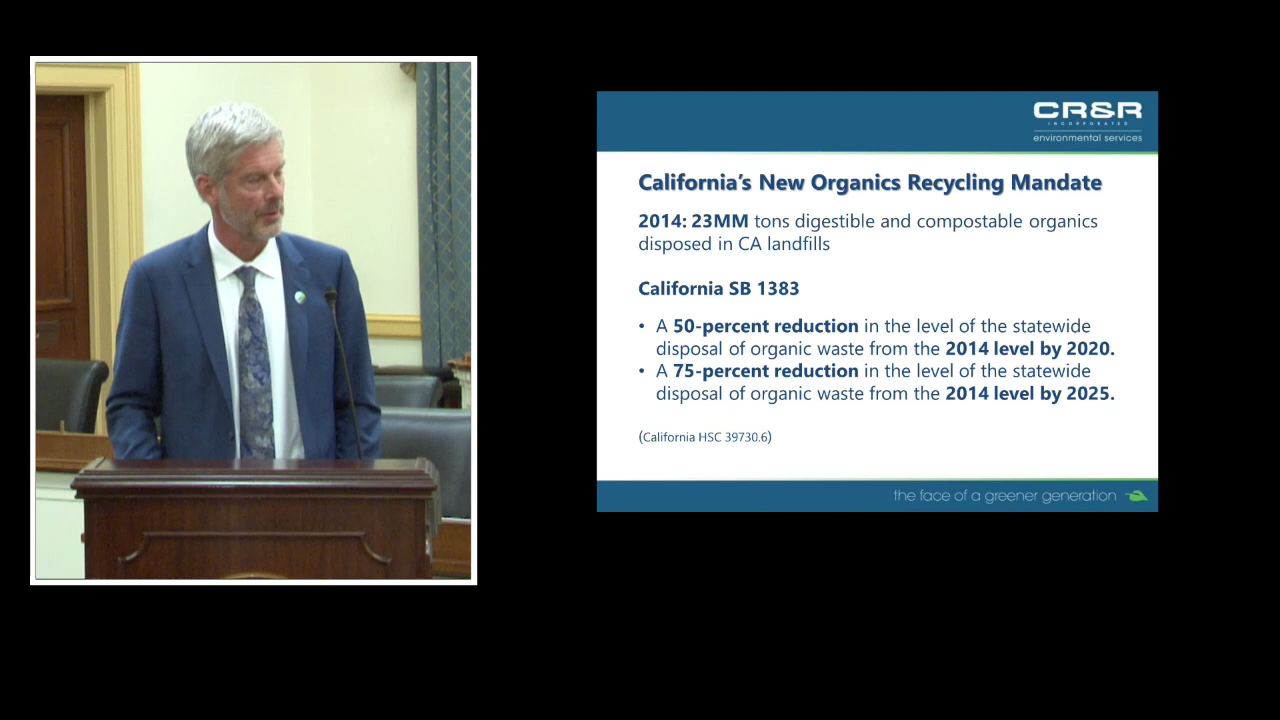 CR&R
INCORPORATED
environmental services
California's New Organics Recycling Mandate
2014: 23MM tons digestible and compostable organics
disposed in CA landfills
California SB 1383
• A 50-percent reduction in the level of the statewide
disposal of organic waste from the 2014 level by 2020.
• A 75-percent reduction in the level of the statewide
disposal of organic waste from the 2014 level by 2025.
(California HSC 39730.6)
the face of a greener generation